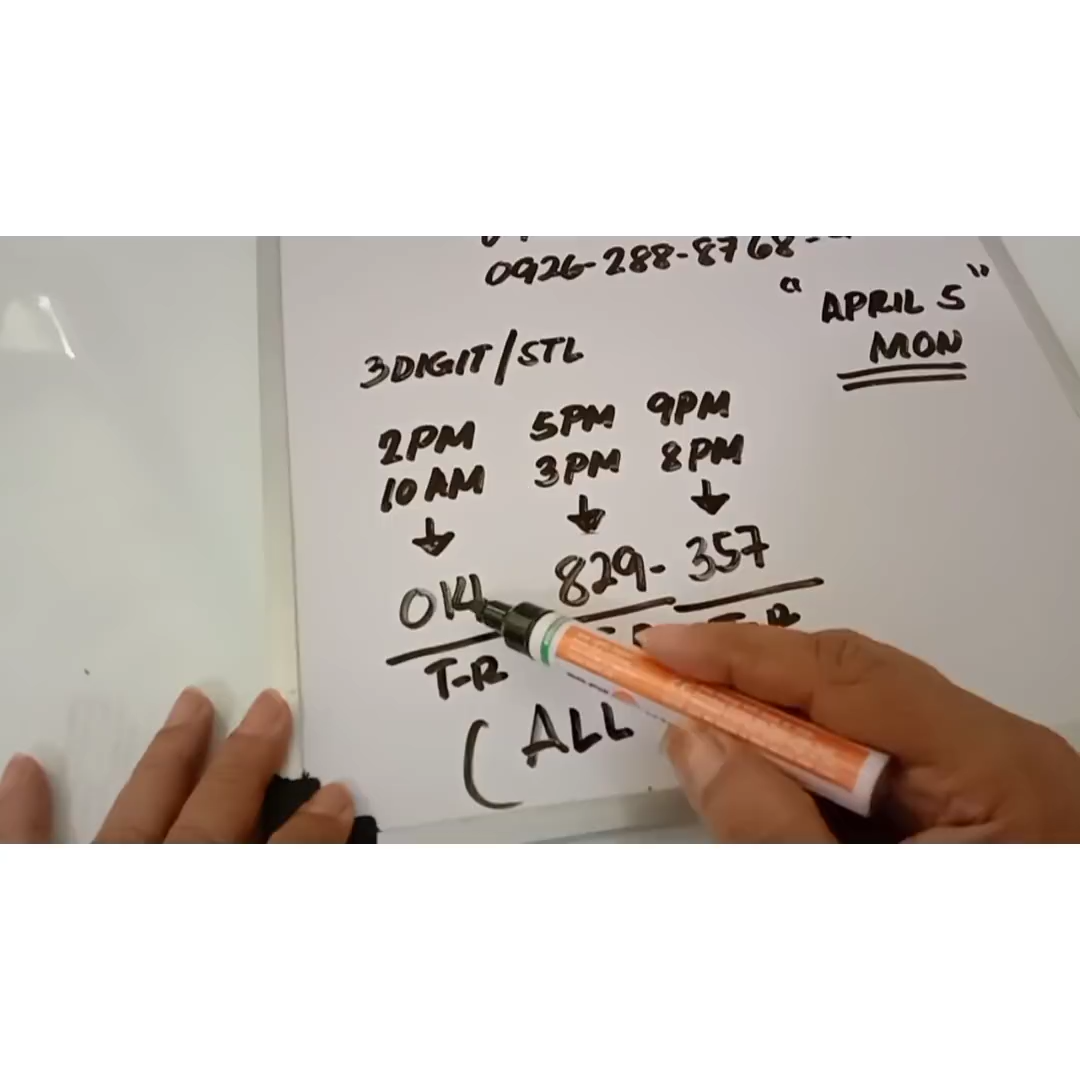 0926-288-8768
" APRIL 5 "
MON
3DIGIT/STL
2PM 5PM 9PM
10AM 3PM 8PM
014 829- 357
T-R T-R
( ALL